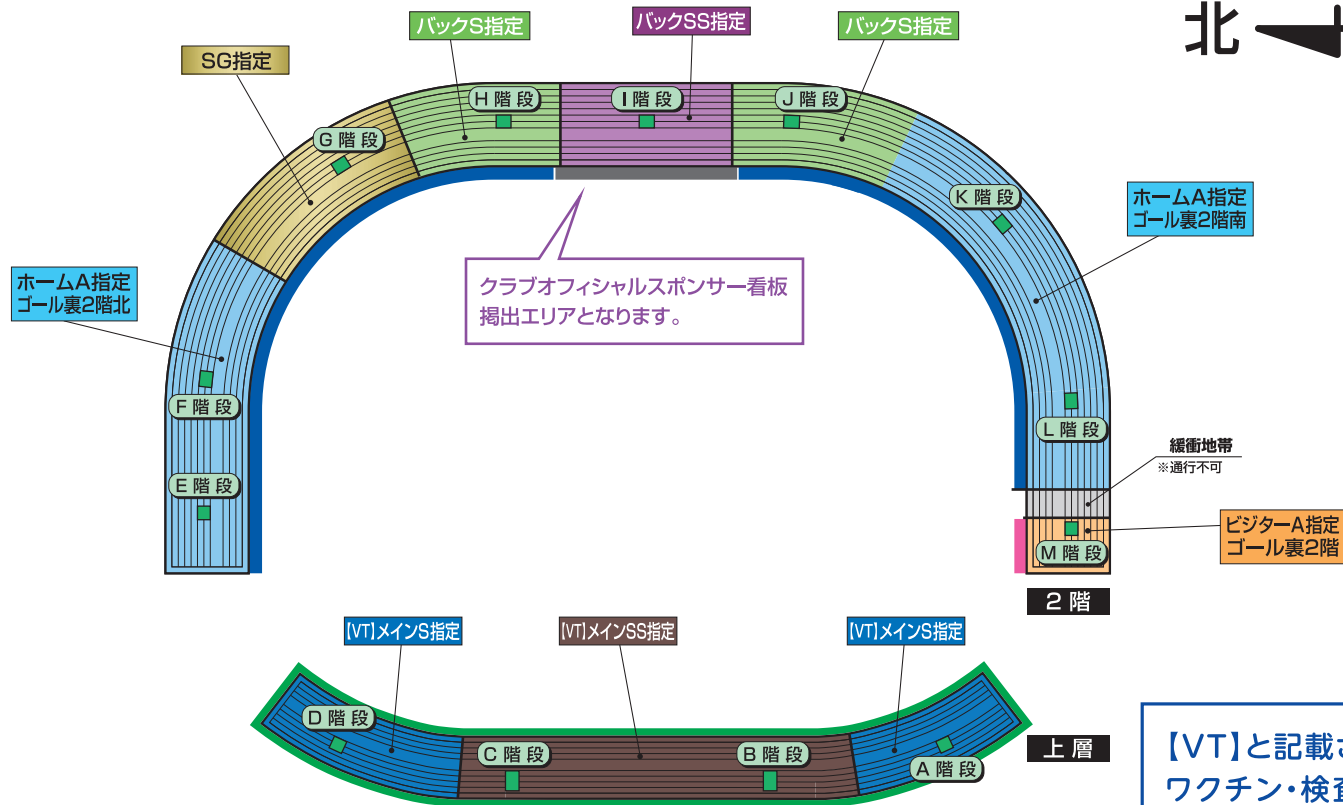 バックS指定
バックSS指定
バックS指定
北
SG指定
H 階 段
I 階 段
J 階 段
G 階 段
K 階 段
ホームA指定
ゴール裏2階南
ホームA指定
ゴール裏2階北
クラブオフィシャルスポンサー看板
掲出エリアとなります。
F 階 段
L 階 段
緩衝地帯
※通行不可
E 階 段
ビジターA指定
ゴール裏2階
M 階 段
2 階
【VT】メインS指定
【VT】メインSS指定
【VT】メインS指定
D 階 段
C 階 段
B 階 段
A 階 段
上 層
【VT】と記載さ
ワクチン・検査